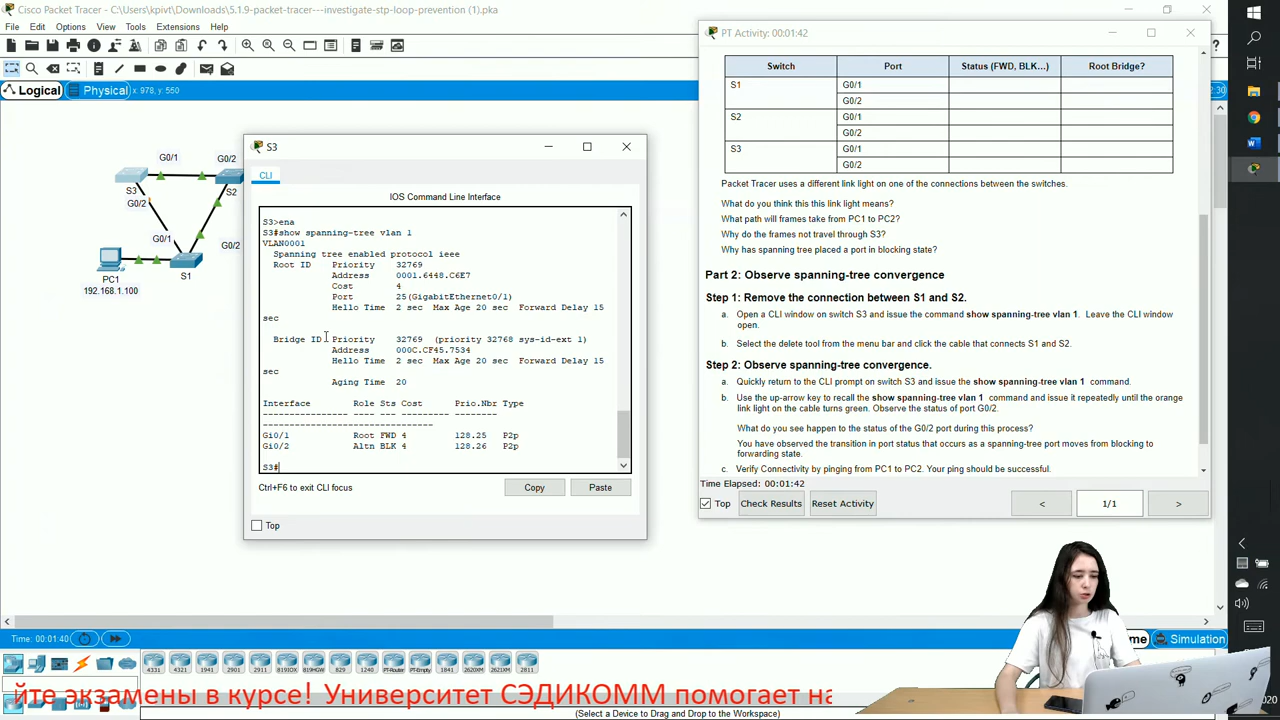 Cisco Packet Tracer - C:\Users\kpivt\Downloads\5.1.9-packet-tracer---investigate-stp-loop-prevention (1).pka
File Edit Options View Tools Extensions Help
Logical Physical x: 978, y: 550
G0/1 G0/2
S3 S2
G0/2
G0/1 G0/2
PC1 S1
192.168.1.100
S3
CLI
IOS Command Line Interface
S3>ena
S3#show spanning-tree vlan 1
VLAN0001
Spanning tree enabled protocol ieee
Root ID Priority 32769
Address 0001.6448.C6E7
Cost 4
Port 25(GigabitEthernet0/1)
Hello Time 2 sec Max Age 20 sec Forward Delay 15
sec
Bridge ID Priority 32769 (priority 32768 sys-id-ext 1)
Address 000C.CF45.7534
Hello Time 2 sec Max Age 20 sec Forward Delay 15
sec
Aging Time 20
Interface Role Sts Cost Prio.Nbr Type
---------------- ---- --- --------- -------- --------------------------------
Gi0/1 Root FWD 4 128.25 P2p
Gi0/2 Altn BLK 4 128.26 P2p
S3#
Ctrl+F6 to exit CLI focus Copy Paste
Top
PT Activity: 00:01:42
Switch Port Status (FWD, BLK…) Root Bridge?
S1 G0/1
G0/2
S2 G0/1
G0/2
S3 G0/1
G0/2
Packet Tracer uses a different link light on one of the connections between the switches.
What do you think this this link light means?
What path will frames take from PC1 to PC2?
Why do the frames not travel through S3?
Why has spanning tree placed a port in blocking state?
Part 2: Observe spanning-tree convergence
Step 1: Remove the connection between S1 and S2.
a. Open a CLI window on switch S3 and issue the command show spanning-tree vlan 1. Leave the CLI window
open.
b. Select the delete tool from the menu bar and click the cable that connects S1 and S2.
Step 2: Observe spanning-tree convergence.
a. Quickly return to the CLI prompt on switch S3 and issue the show spanning-tree vlan 1 command.
b. Use the up-arrow key to recall the show spanning-tree vlan 1 command and issue it repeatedly until the orange
link light on the cable turns green. Observe the status of port G0/2.
What do you see happen to the status of the G0/2 port during this process?
You have observed the transition in port status that occurs as a spanning-tree port moves from blocking to
forwarding state.
c. Verify Connectivity by pinging from PC1 to PC2. Your ping should be successful.
Time Elapsed: 00:01:42
Top Check Results Reset Activity < 1/1 >
Time: 00:01:40
Simulation
4331 4321 1941 2901 2911 819IOX 819HGW 829 1240 PT-Router PT-Empty 1841 2620XM 2621XM 2811
йте экзамены в курсе! Университет СЭДИКОММ помогает на
(Select a Device to Drag and Drop to the Workspace)